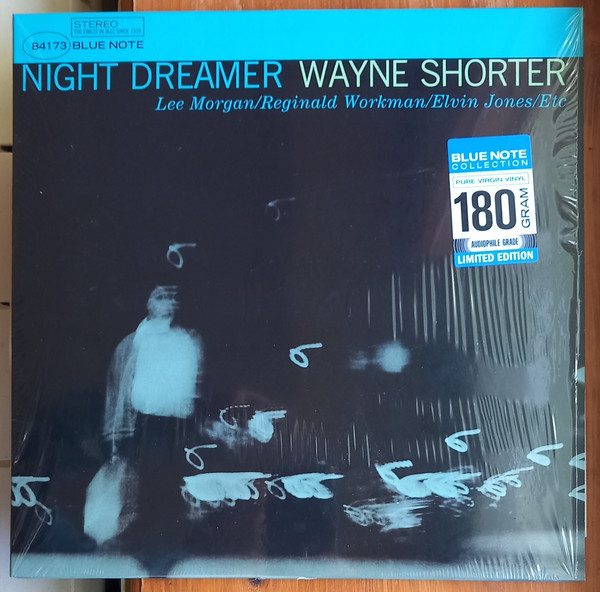 STEREO
THE FINEST IN JAZZ SINCE 1939
84173 BLUE NOTE
NIGHT DREAMER WAYNE SHORTER
Lee Morgan/Reginald Workman/Elvin Jones/Etc
BLUE NOTE
COLLECTION
PURE VIRGIN VINYL
180 GRAM
AUDIOPHILE GRADE
LIMITED EDITION